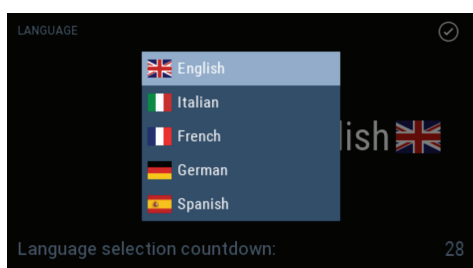 LANGUAGE
English
Italian
French
lish
German
Spanish
Language selection countdown: 28